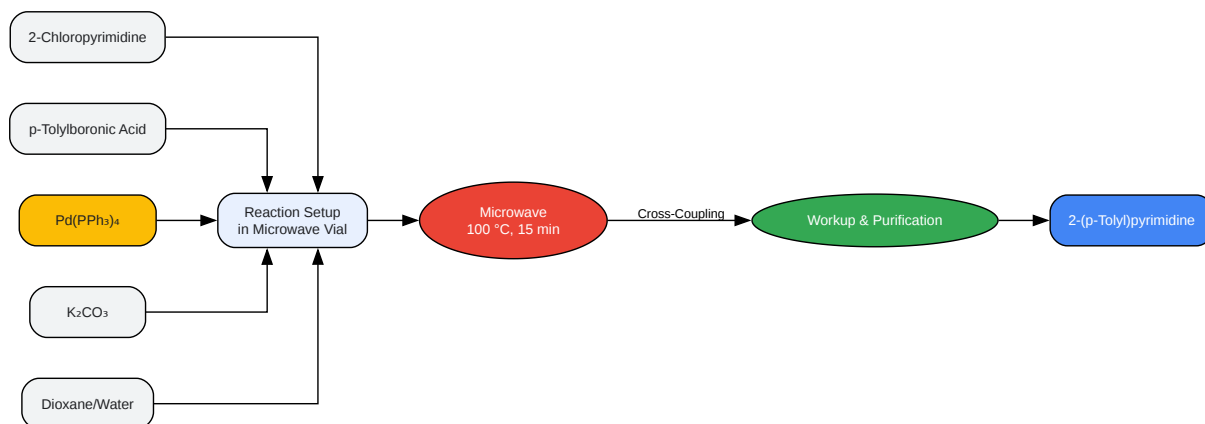 2-Chloropyrimidine
p-Tolylboronic Acid
Pd(PPh₃)₄
K₂CO₃
Dioxane/Water
Reaction Setup
in Microwave Vial
Microwave
100 °C, 15 min
Cross-Coupling
Workup & Purification
2-(p-Tolyl)pyrimidine